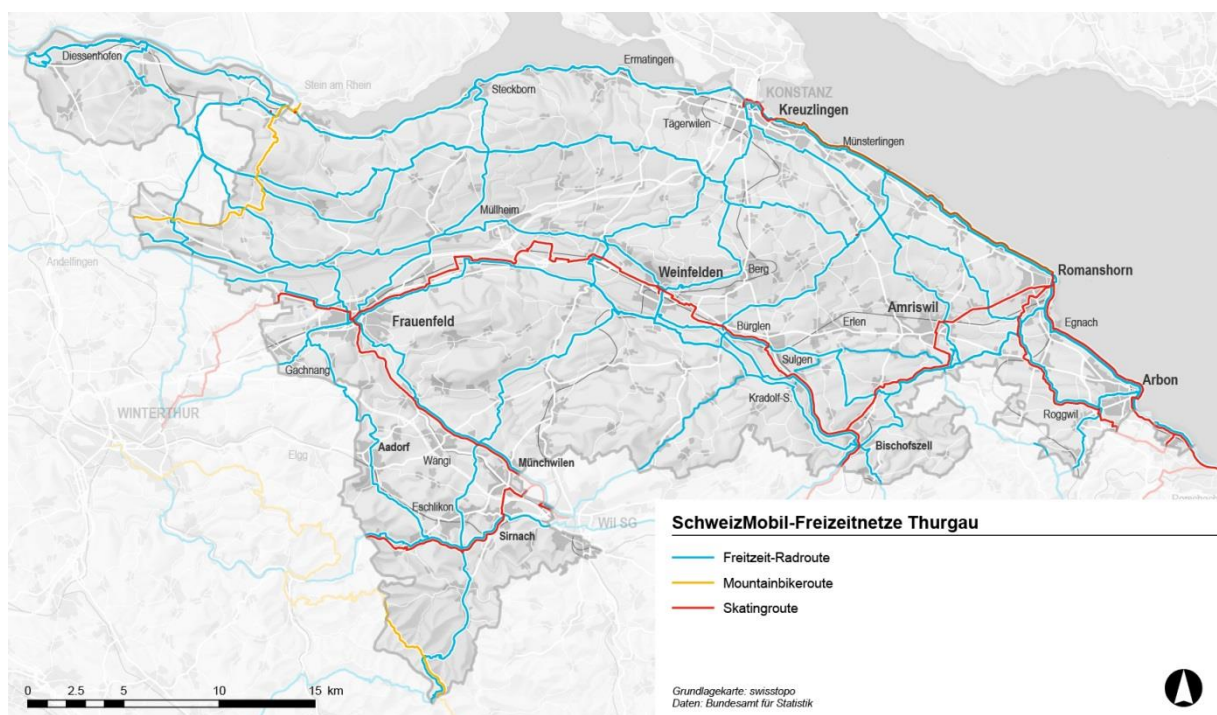 Diessenhofen
Stein am Rhein
Ermatingen
Steckborn
KONSTANZ
Kreuzlingen
Tägerwilen
Münsterlingen
Müllheim
Andelfingen
Weinfelden
Berg
Romanshorn
Amriswil
Frauenfeld
Bürglen
Erlen
Egnach
Sulgen
Gachnang
Arbon
Kradolf-S.
WINTERTHUR
Roggwil
Aadorf
Bischofszell
Elgg
Wängi
Münchwilen
Eschlikon
Wil SG
Sirnach
SchweizMobil-Freizeitnetze Thurgau
Freitzeit-Radroute
Mountainbikeroute
Skatingroute
0 2.5 5 10 15 km
Grundlagekarte: swisstopo
Daten: Bundesamt für Statistik